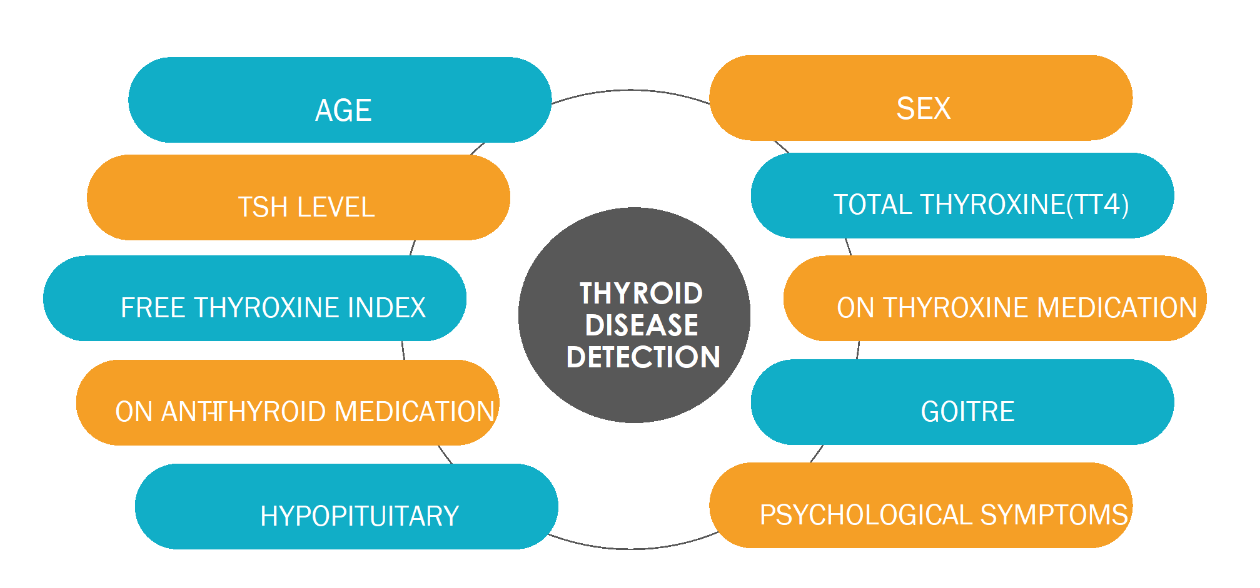 AGE
SEX
TSH LEVEL
TOTAL THYROXINE(TT4)
FREE THYROXINE INDEX
ON THYROXINE MEDICATION
THYROID
DISEASE
DETECTION
ON ANTI-THYROID MEDICATION
GOITRE
HYPOPITUITARY
PSYCHOLOGICAL SYMPTOMS